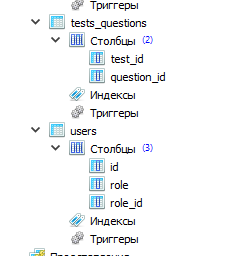 Триггеры
tests_questions
Столбцы (2)
test_id
question_id
Индексы
Триггеры
users
Столбцы (3)
id
role
role_id
Индексы
Триггеры